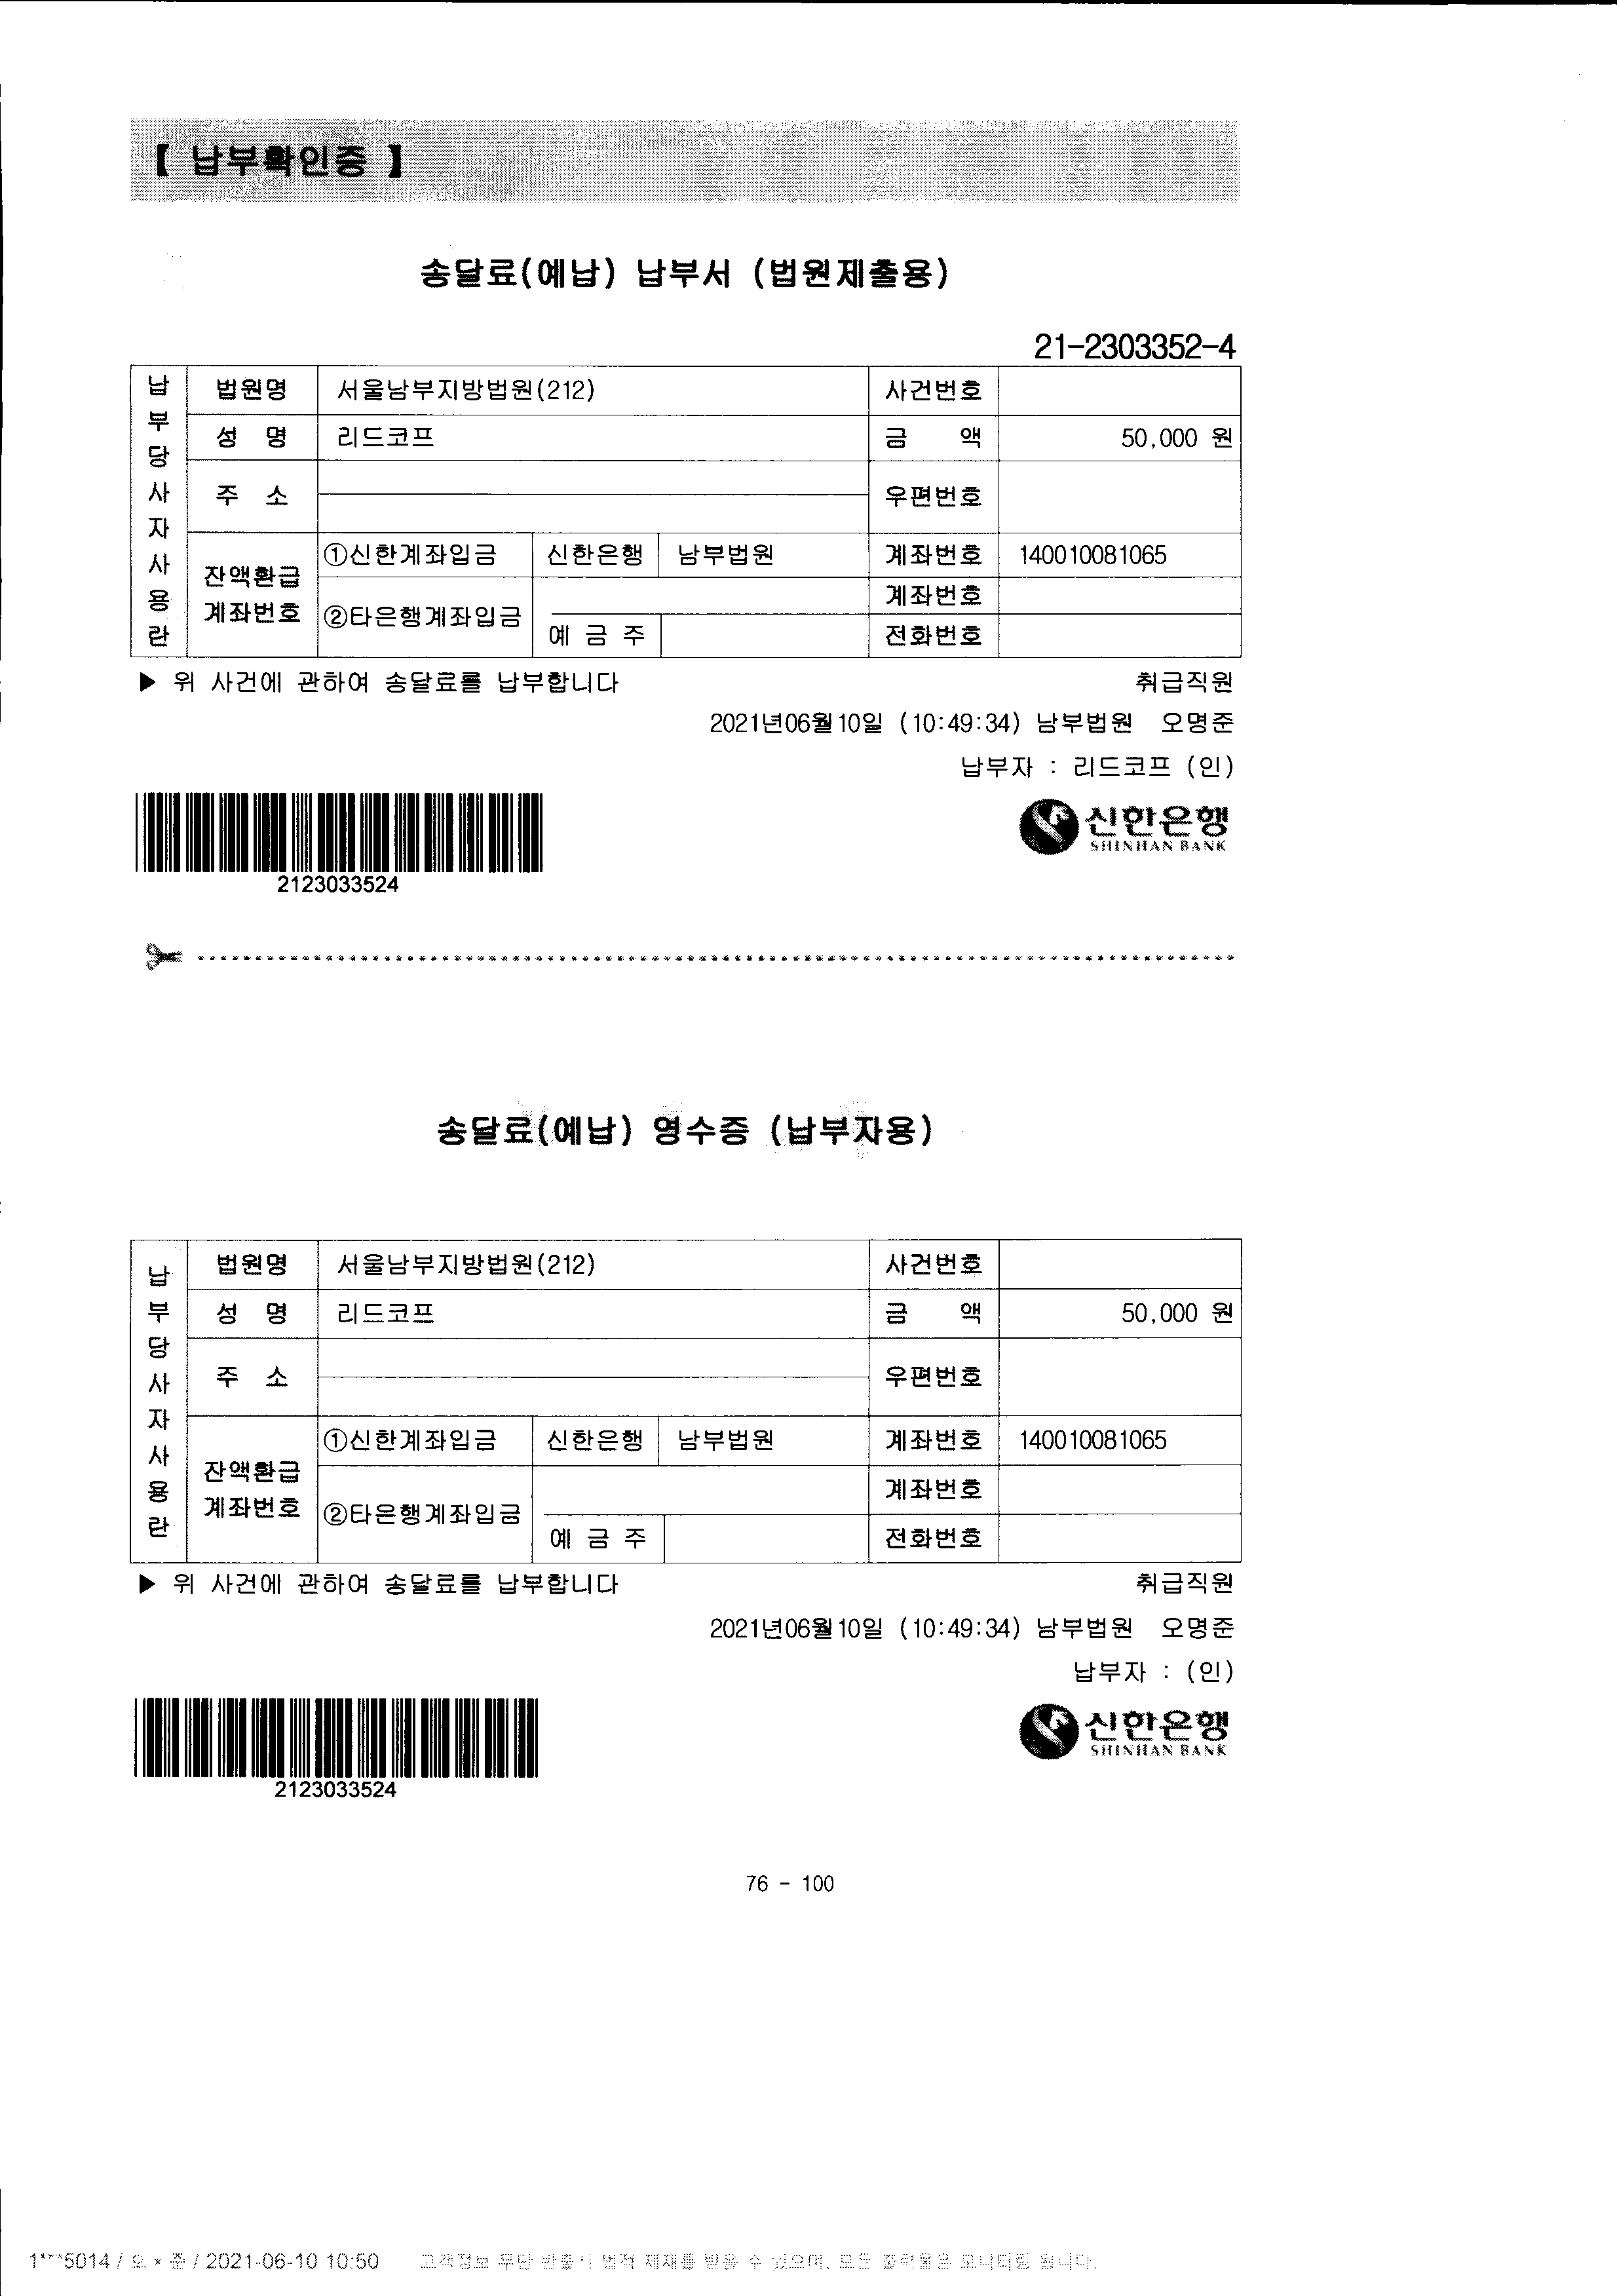 【 납부확인증 】
송달료(예납) 납부서 (법원제출용)
21-2303352-4
납부당사자사용란
법원명 서울남부지방법원(212) 사건번호
성 명 리드코프 금 액 50,000 원
주 소 우편번호
잔액환급 계좌번호
①신한계좌입금 신한은행 남부법원 계좌번호 140010081065
②타은행계좌입금 계좌번호
예 금 주 전화번호
▶ 위 사건에 관하여 송달료를 납부합니다 취급직원
2021년06월10일 (10:49:34) 남부법원 오명준
납부자 : 리드코프 (인)
신한은행
SHINHAN BANK
2123033524
송달료(예납) 영수증 (납부자용)
납부당사자사용란
법원명 서울남부지방법원(212) 사건번호
성 명 리드코프 금 액 50,000 원
주 소 우편번호
잔액환급 계좌번호
①신한계좌입금 신한은행 남부법원 계좌번호 140010081065
②타은행계좌입금 계좌번호
예 금 주 전화번호
▶ 위 사건에 관하여 송달료를 납부합니다 취급직원
2021년06월10일 (10:49:34) 남부법원 오명준
납부자 : (인)
신한은행
SHINHAN BANK
2123033524
76 - 100
1***5014 / 오 * 준 / 2021-06-10 10:50 고객정보 무단 반출시 법적 제재를 받을 수 있으며, 모든 출력물은 모니터링 됩니다.